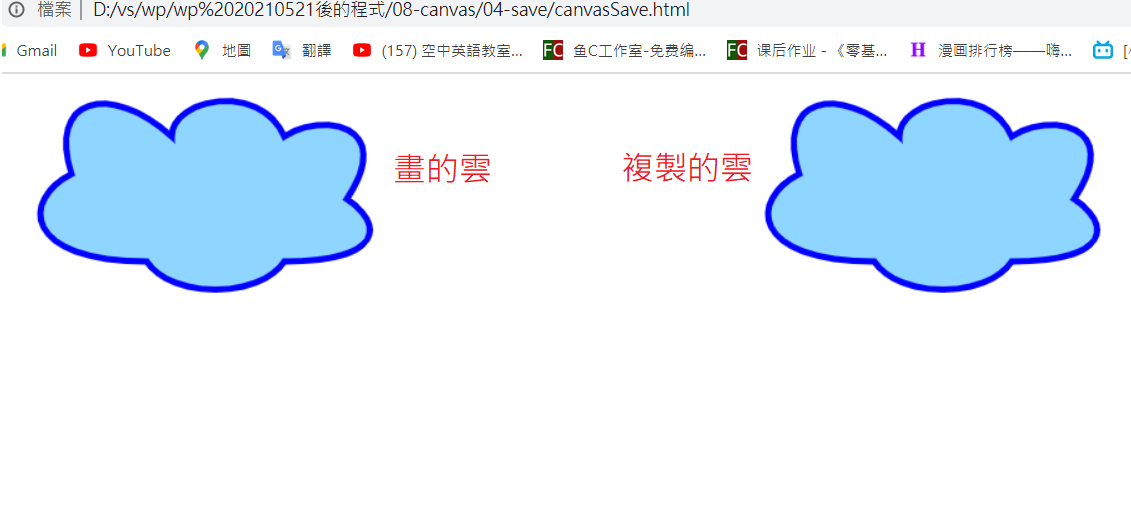 檔案 | D:/vs/wp/wp%2020210521後的程式/08-canvas/04-save/canvasSave.html
Gmail YouTube 地圖 翻譯 (157) 空中英語教室... FC 鱼C工作室-免费编... FC 课后作业 - 《零基... H 漫画排行榜——嗨... [
畫的雲 複製的雲